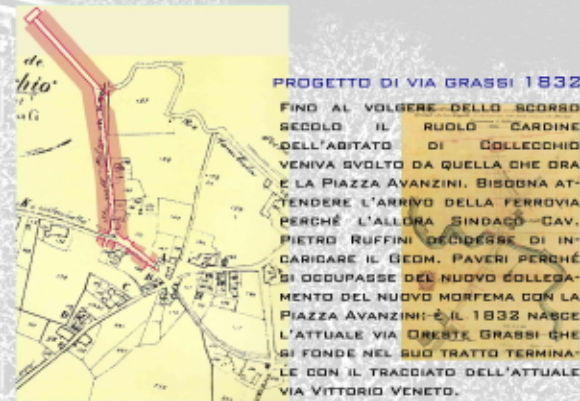 PROGETTO DI VIA GRASSI 1832
FINO AL VOLGERE DELLO SCORSO
SECOLO IL RUOLO CARDINE
DELL'ABITATO DI COLLECCHIO
VENIVA SVOLTO DA QUELLA CHE ORA
È LA PIAZZA AVANZINI. BISOGNA AT-
TENDERE L'ARRIVO DELLA FERROVIA
PERCHÉ L'ALLORA SINDACO CAV.
PIETRO RUFFINI DECIDESSE DI IN-
CARICARE IL GEOM. PAVERI PERCHÉ
SI OCCUPASSE DEL NUOVO COLLEGA-
MENTO DEL NUOVO MORFEMA CON LA
PIAZZA AVANZINI: È IL 1832 NASCE
L'ATTUALE VIA ORESTE GRASSI CHE
SI FONDE NEL SUO TRATTO TERMINA-
LE CON IL TRACCIATO DELL'ATTUALE
VIA VITTORIO VENETO.